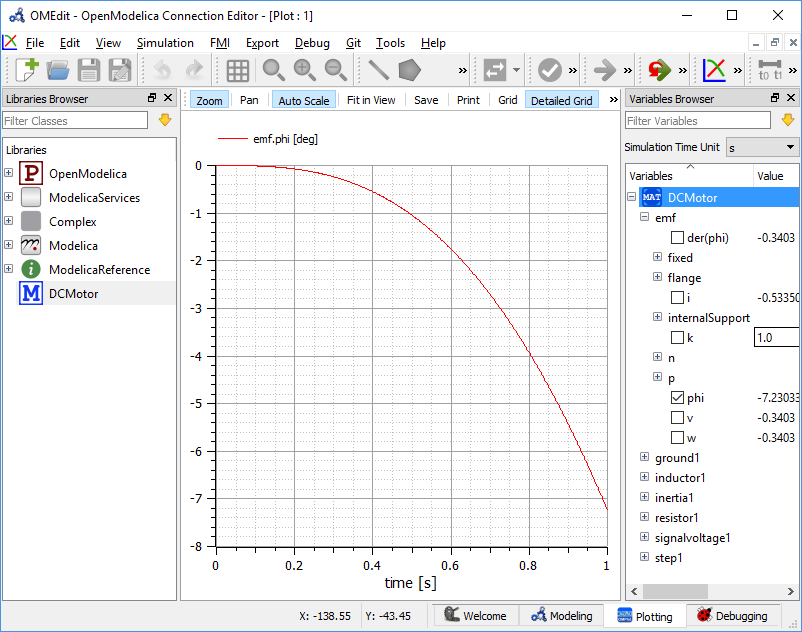 OMEdit - OpenModelica Connection Editor - [Plot : 1]
File Edit View Simulation FMI Export Debug Git Tools Help
» » » » » t0 t1 »
Libraries Browser
Filter Classes
Libraries
P OpenModelica
ModelicaServices
Complex
Modelica
i ModelicaReference
M DCMotor
Zoom Pan Auto Scale Fit in View Save Print Grid Detailed Grid »
emf.phi [deg]
0
-1
-2
-3
-4
-5
-6
-7
-8
0 0.2 0.4 0.6 0.8 1
time [s]
Variables Browser
Filter Variables
Simulation Time Unit s
Variables Value
MAT DCMotor
emf
der(phi) -0.3403
fixed
flange
i -0.53350
internalSupport
k 1.0
n
p
phi -7.23033
v -0.3403
w -0.3403
ground1
inductor1
inertia1
resistor1
signalvoltage1
step1
X: -138.55 Y: -43.45 Welcome Modeling Plotting Debugging